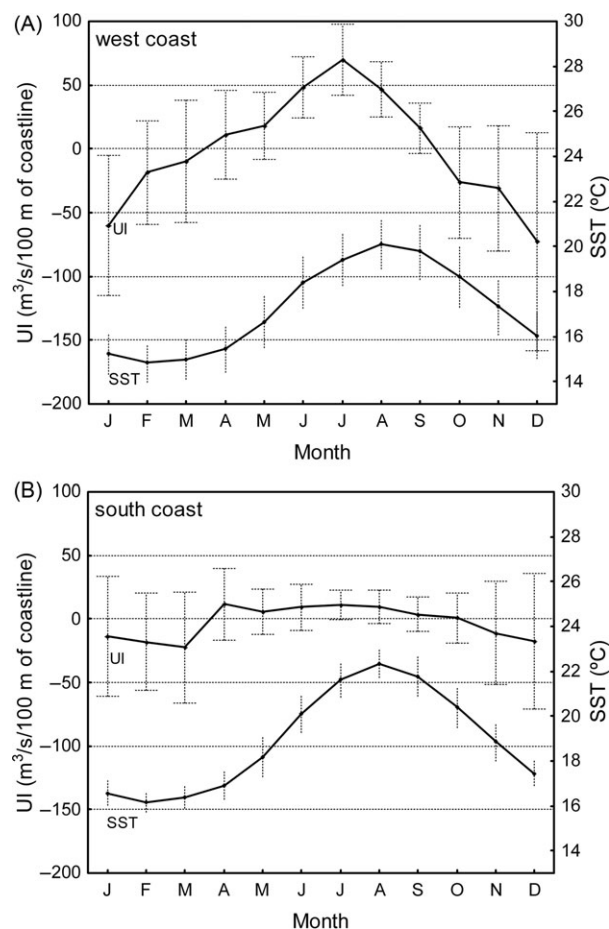 (A)
west coast
UI (m³/s/100 m of coastline)
100
50
0
−50
−100
−150
−200
UI
SST
SST (ºC)
30
28
26
24
22
20
18
16
14
J F M A M J J A S O N D
Month
(B)
south coast
UI (m³/s/100 m of coastline)
100
50
0
−50
−100
−150
−200
UI
SST
SST (ºC)
30
28
26
24
22
20
18
16
14
J F M A M J J A S O N D
Month